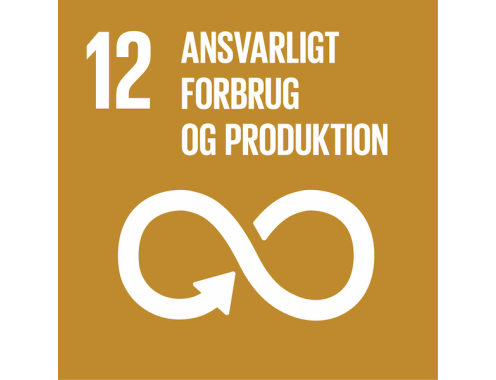 12
ANSVARLIGT
FORBRUG
OG PRODUKTION